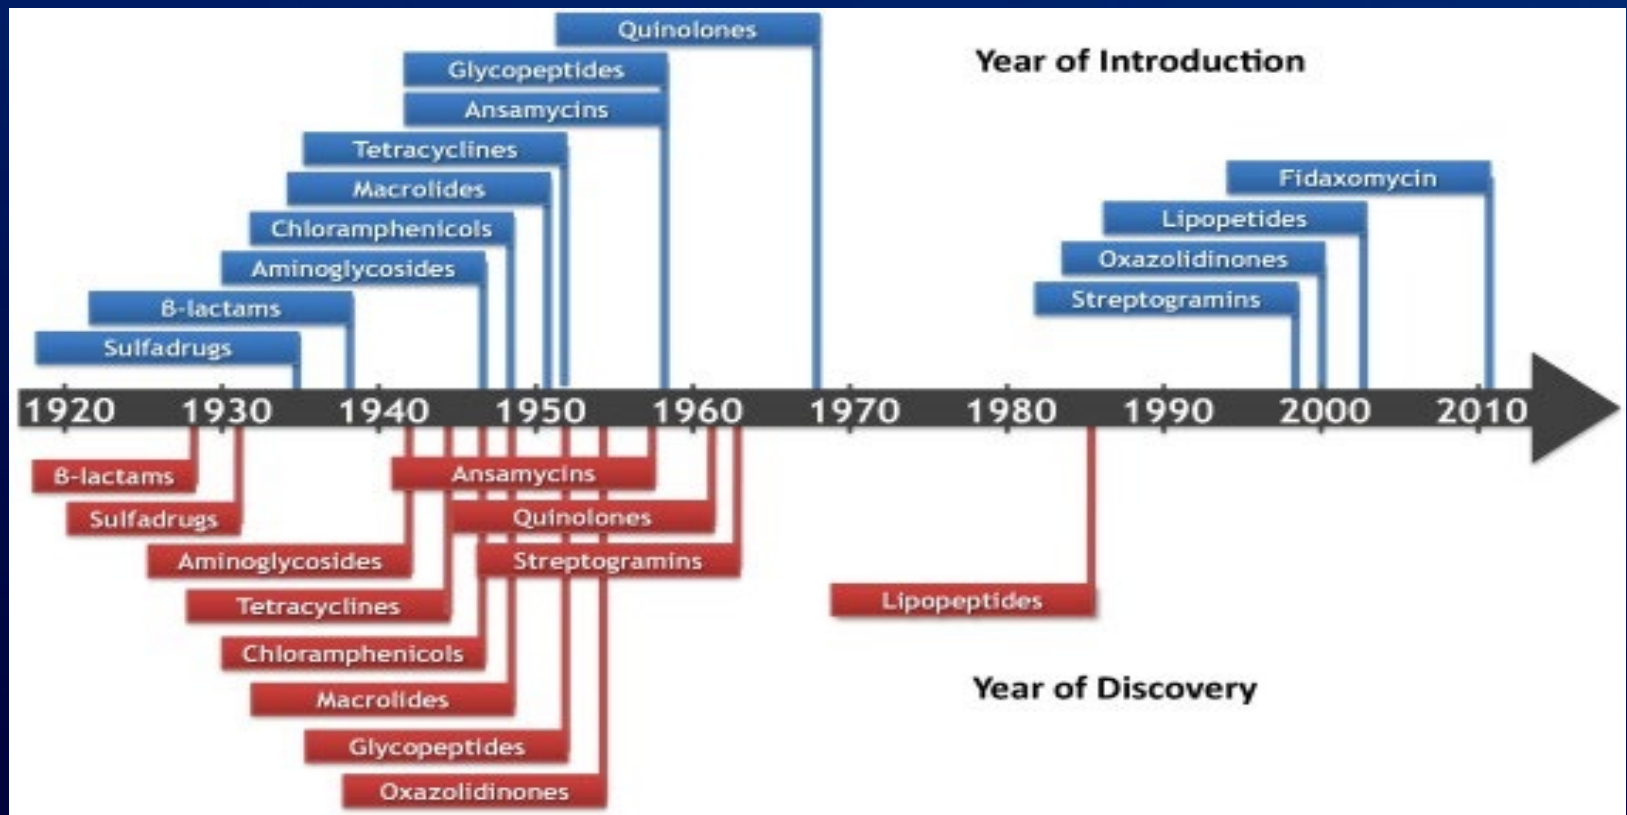 Quinolones
Year of Introduction
Glycopeptides
Ansamycins
Tetracyclines
Macrolides
Fidaxomycin
Chloramphenicols
Lipopetides
Aminoglycosides
Oxazolidinones
β-lactams
Streptogramins
Sulfadrugs
1920 1930 1940 1950 1960 1970 1980 1990 2000 2010
β-lactams
Ansamycins
Sulfadrugs
Quinolones
Aminoglycosides
Streptogramins
Tetracyclines
Lipopeptides
Chloramphenicols
Year of Discovery
Macrolides
Glycopeptides
Oxazolidinones